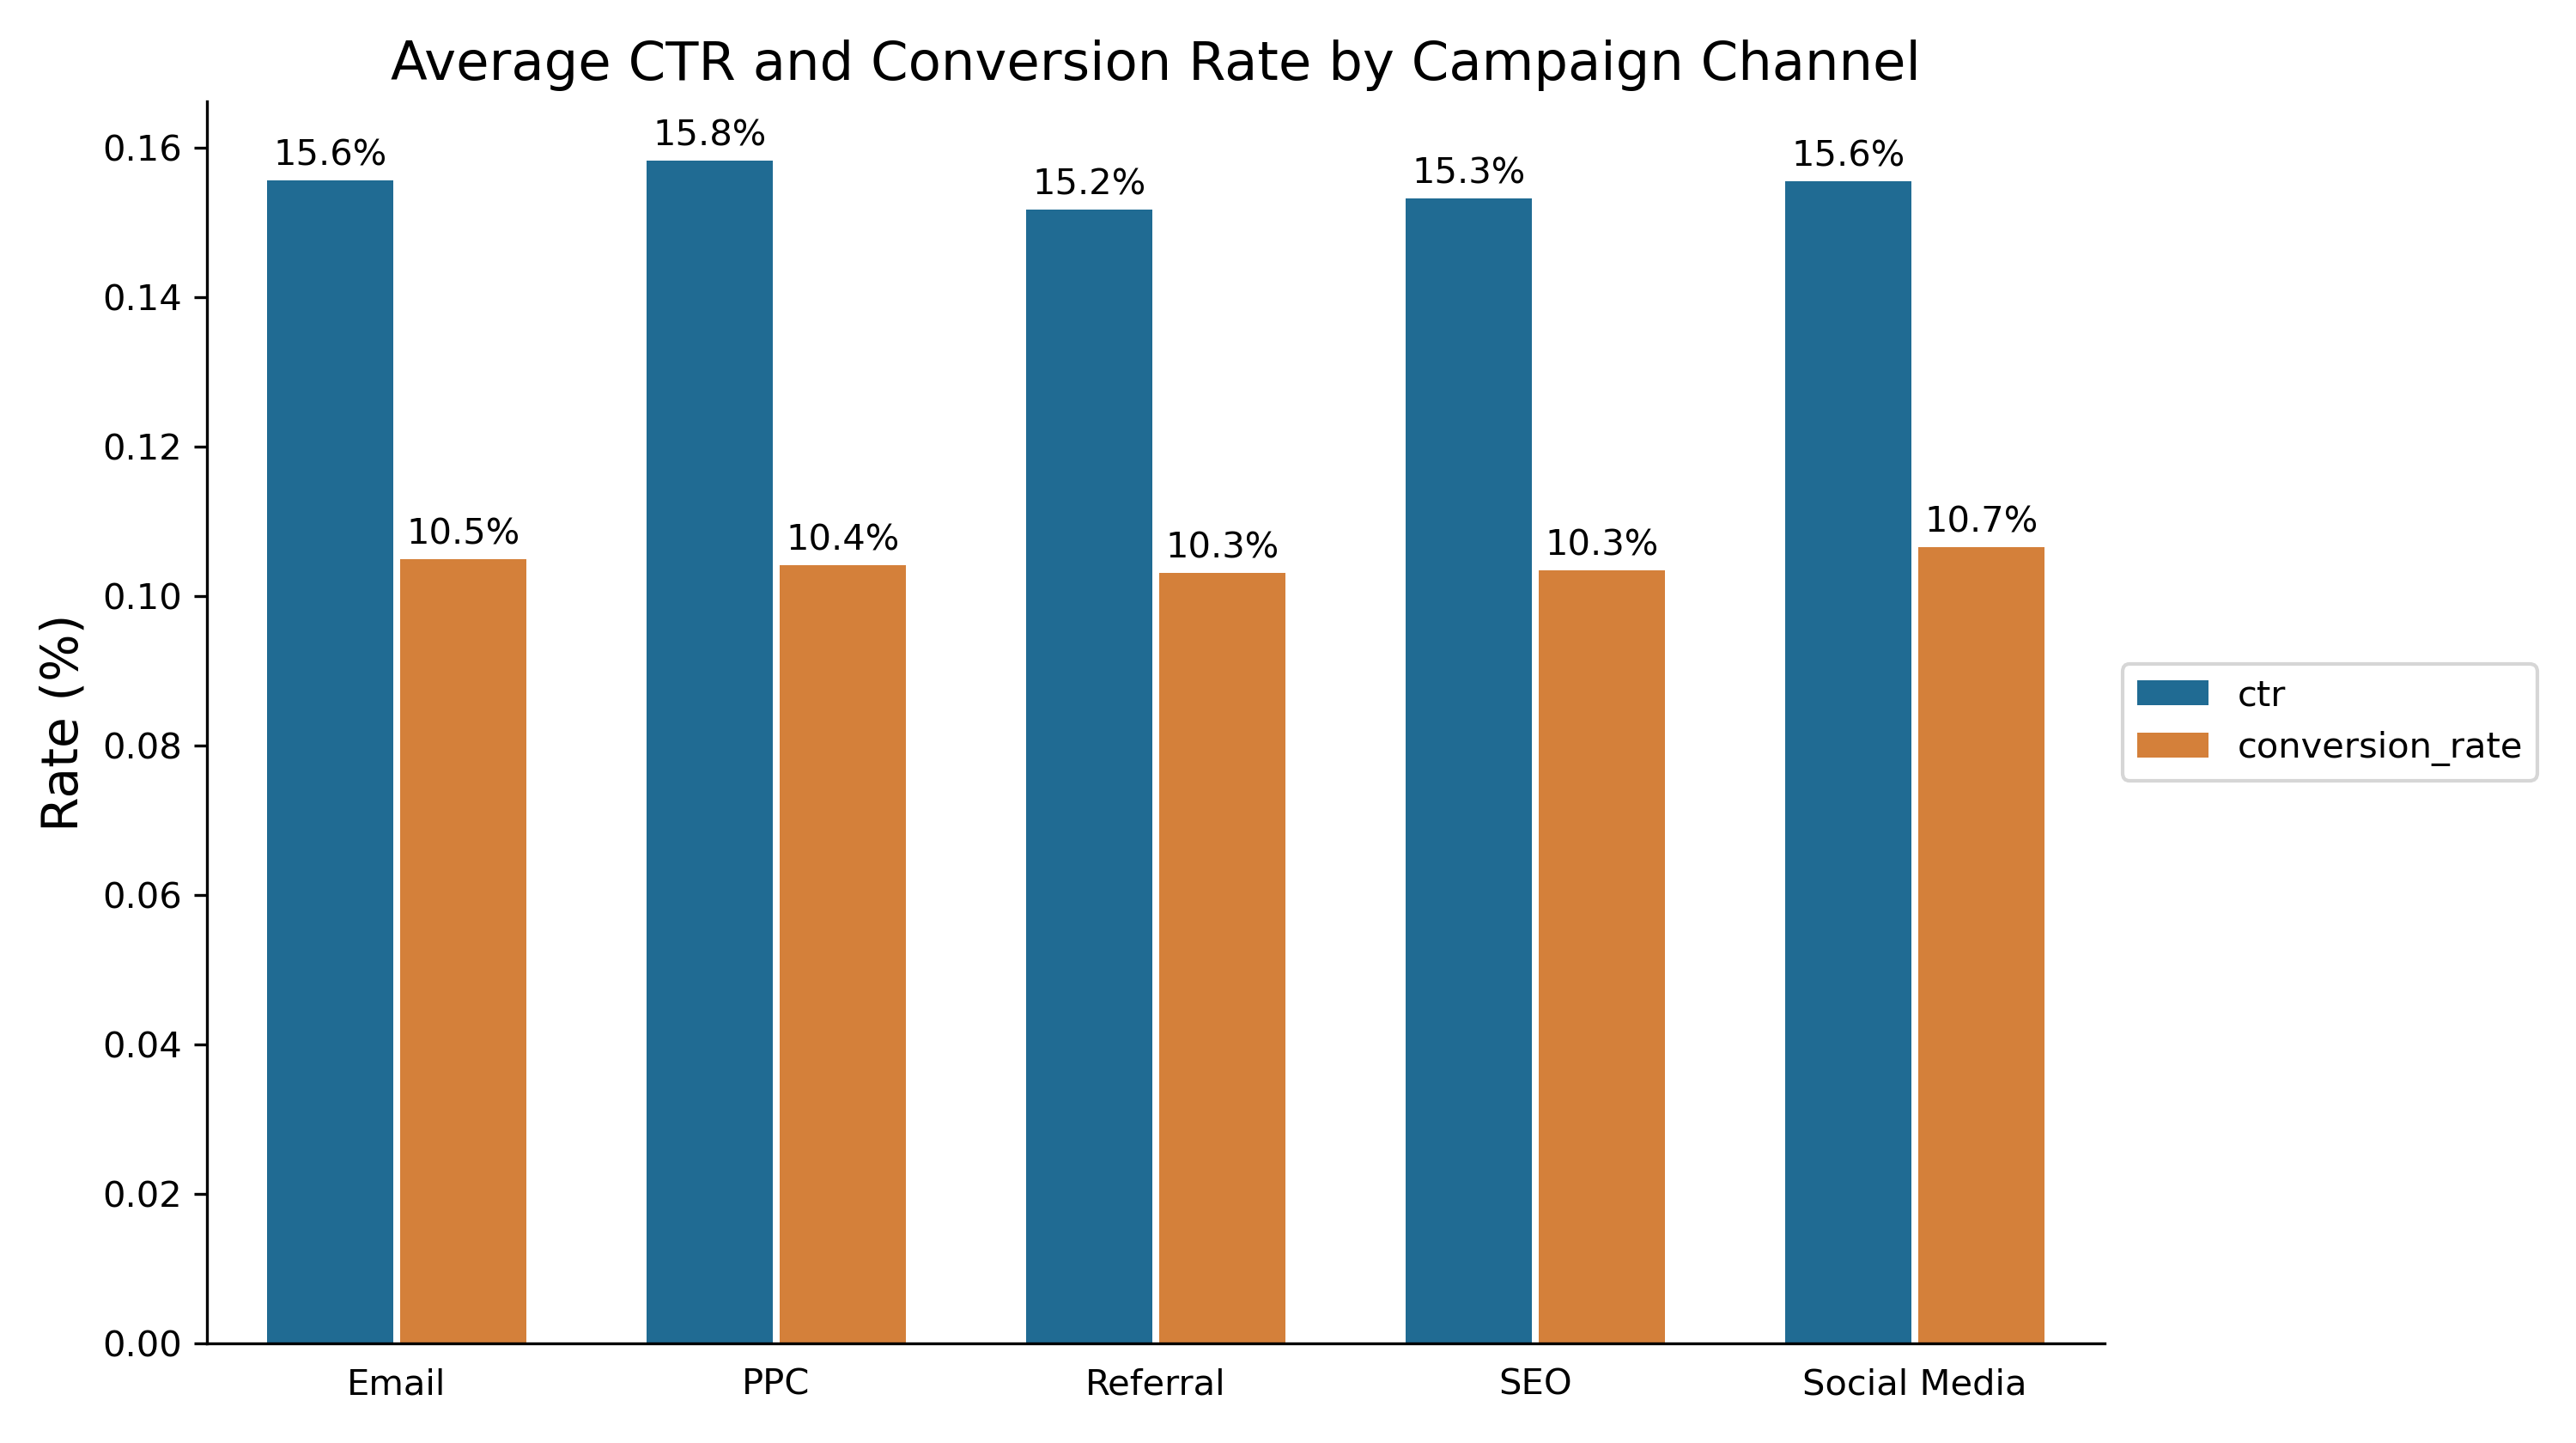 Average CTR and Conversion Rate by Campaign Channel
Rate (%)
0.16
0.14
0.12
0.10
0.08
0.06
0.04
0.02
0.00
15.6%
10.5%
15.8%
10.4%
15.2%
10.3%
15.3%
10.3%
15.6%
10.7%
Email
PPC
Referral
SEO
Social Media
ctr
conversion_rate